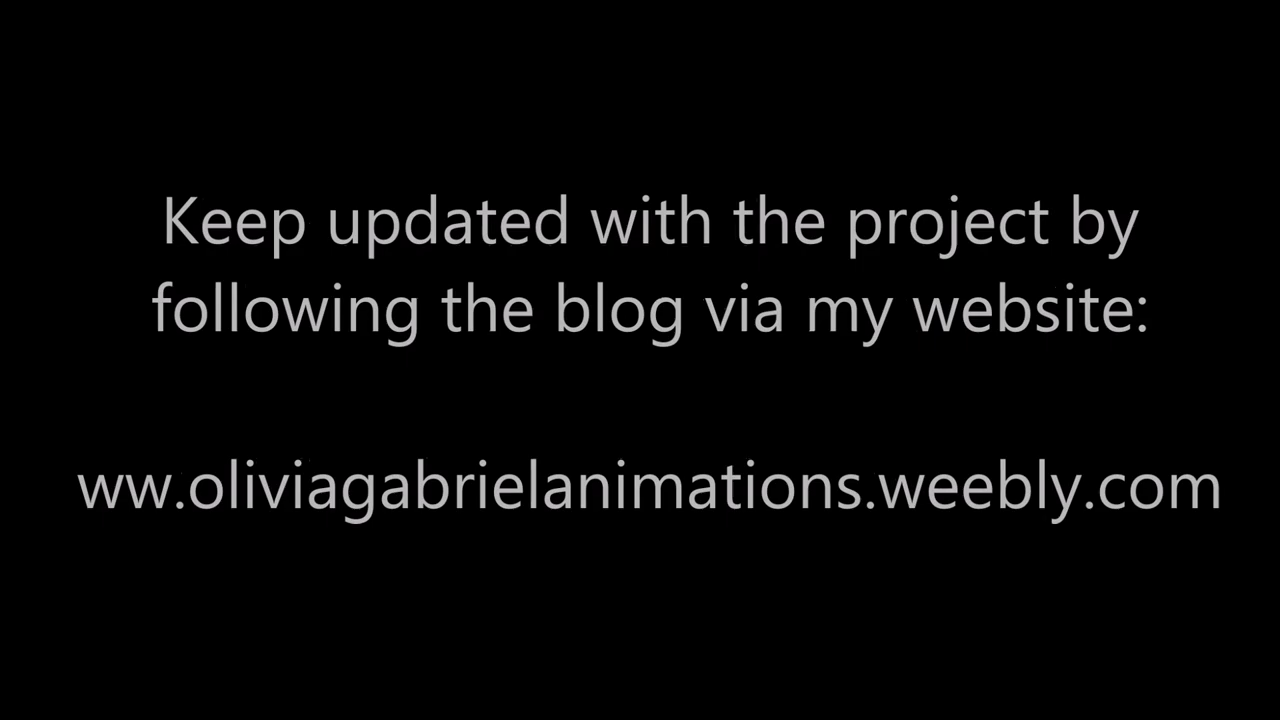 Keep updated with the project by
following the blog via my website:
ww.oliviagabrielanimations.weebly.com